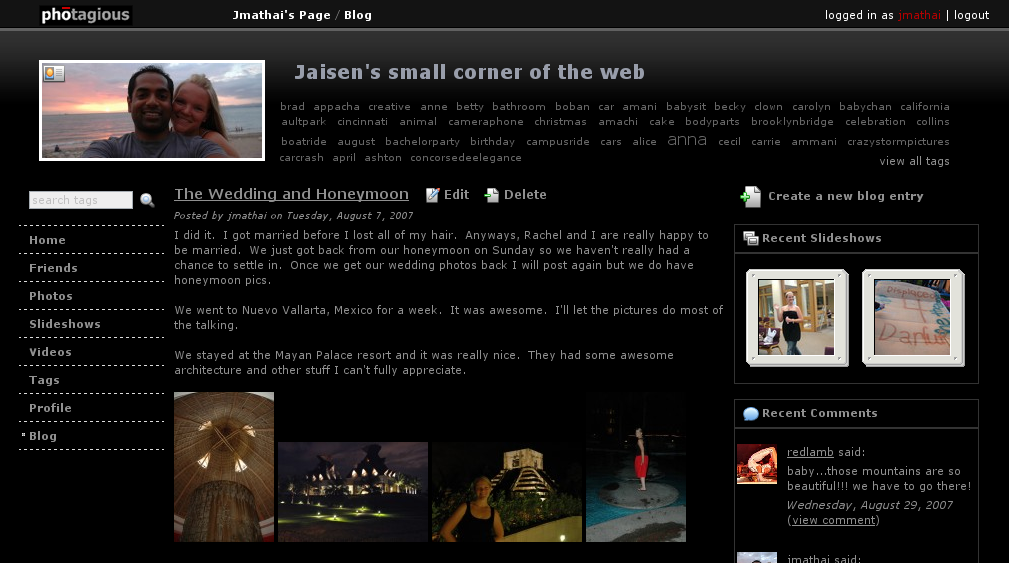 photagious
Jmathai's Page / Blog
logged in as jmathai | logout
Jaisen's small corner of the web
brad appacha creative anne betty bathroom boban car amani babysit becky clown carolyn babychan california
aultpark cincinnati animal cameraphone christmas amachi cake bodyparts brooklynbridge celebration collins
boatride august bachelorparty birthday campusride cars alice anna cecil carrie ammani crazystormpictures
carcrash april ashton concorsedeelegance
view all tags
search tags
Home
Friends
Photos
Slideshows
Videos
Tags
Profile
Blog
The Wedding and Honeymoon
Edit
Delete
Posted by jmathai on Tuesday, August 7, 2007
I did it. I got married before I lost all of my hair. Anyways, Rachel and I are really happy to
be married. We just got back from our honeymoon on Sunday so we haven't really had a
chance to settle in. Once we get our wedding photos back I will post again but we do have
honeymoon pics.
We went to Nuevo Vallarta, Mexico for a week. It was awesome. I'll let the pictures do most of
the talking.
We stayed at the Mayan Palace resort and it was really nice. They had some awesome
architecture and other stuff I can't fully appreciate.
Create a new blog entry
Recent Slideshows
Recent Comments
redlamb said:
baby...those mountains are so
beautiful!!! we have to go there!
Wednesday, August 29, 2007
(view comment)
jmathai said: